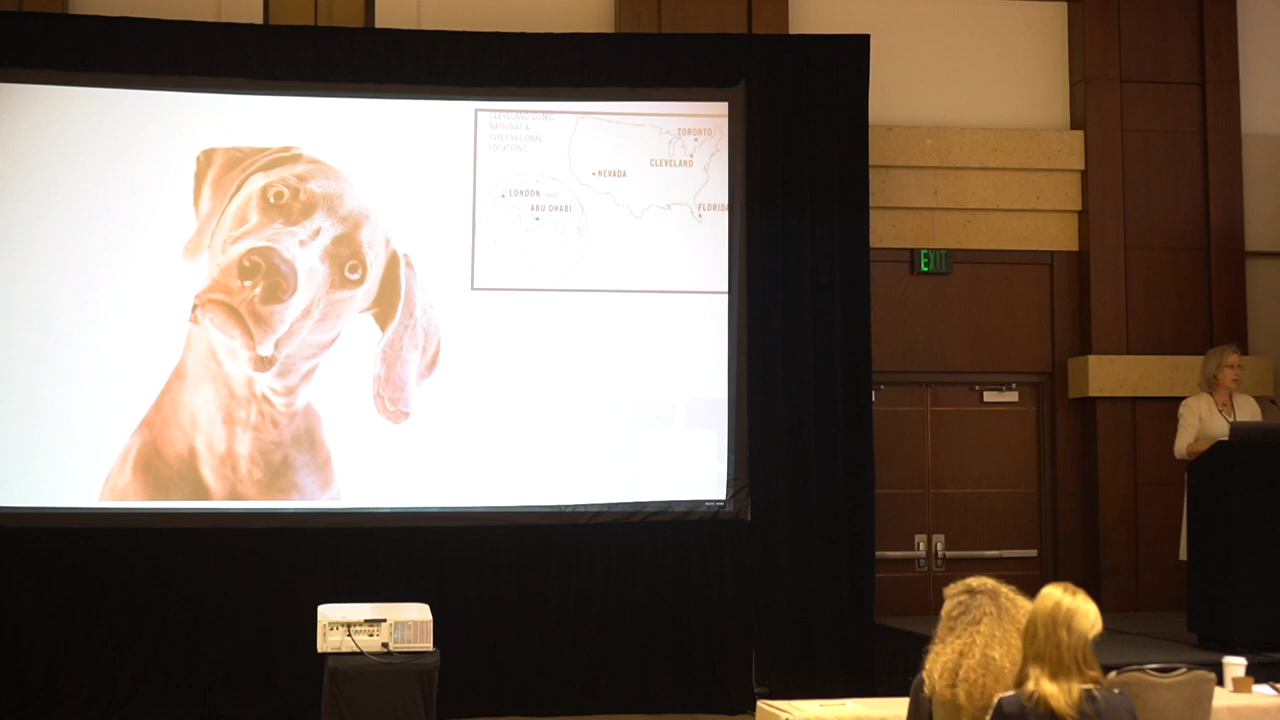 CLEVELAND CLINIC
NATIONAL &
INTERNATIONAL
LOCATIONS
TORONTO
CLEVELAND
NEVADA
LONDON
ABU DHABI
FLORIDA
EXIT